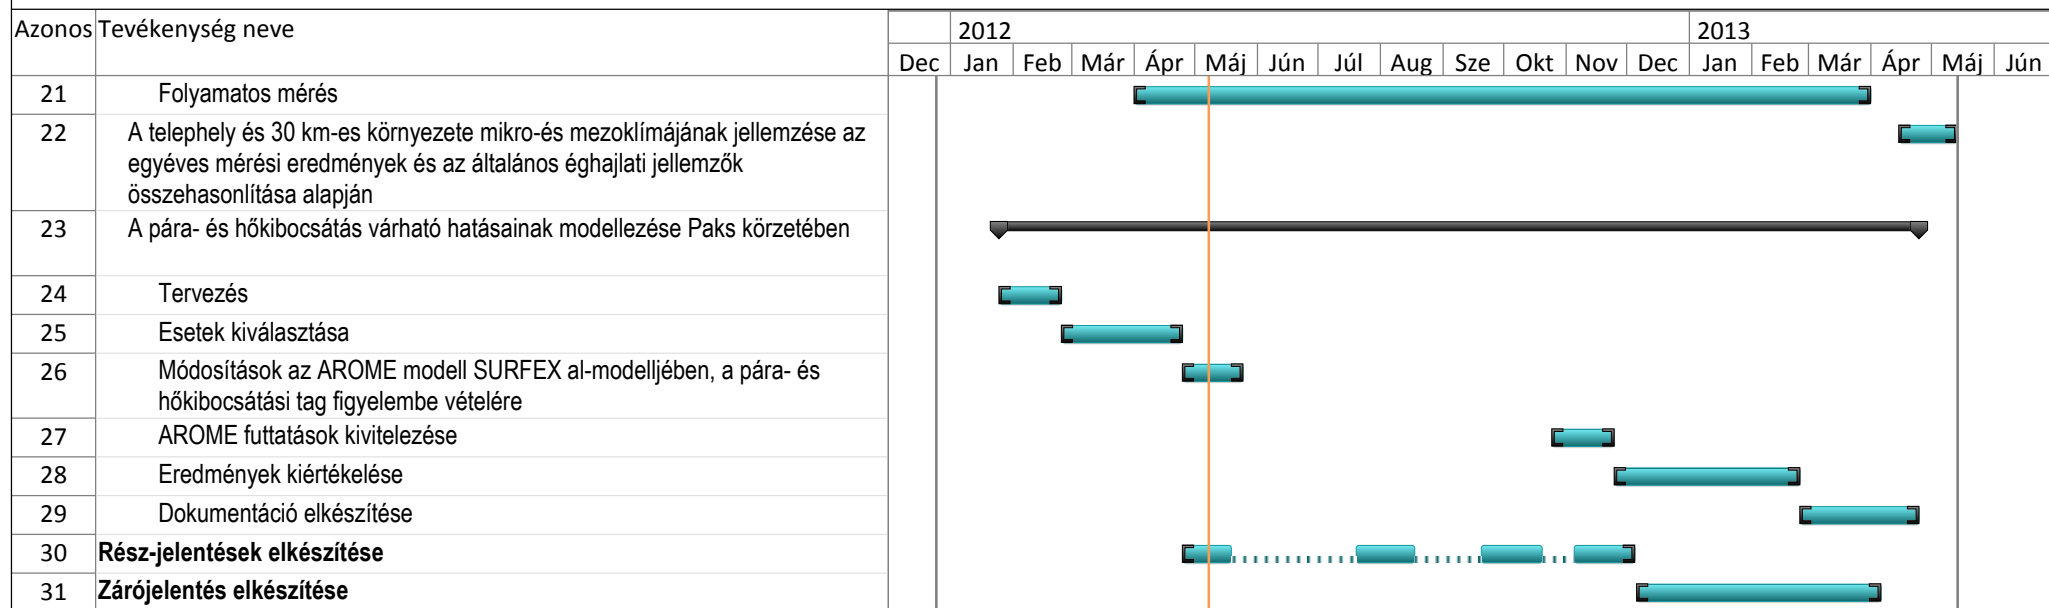 Azonos Tevékenység neve
2012 2013
Dec Jan Feb Már Ápr Máj Jún Júl Aug Sze Okt Nov Dec Jan Feb Már Ápr Máj Jún
21 Folyamatos mérés
22 A telephely és 30 km-es környezete mikro-és mezoklímájának jellemzése az
egyéves mérési eredmények és az általános éghajlati jellemzők
összehasonlítása alapján
23 A pára- és hőkibocsátás várható hatásainak modellezése Paks körzetében
24 Tervezés
25 Esetek kiválasztása
26 Módosítások az AROME modell SURFEX al-modelljében, a pára- és
hőkibocsátási tag figyelembe vételére
27 AROME futtatások kivitelezése
28 Eredmények kiértékelése
29 Dokumentáció elkészítése
30 Rész-jelentések elkészítése
31 Zárójelentés elkészítése